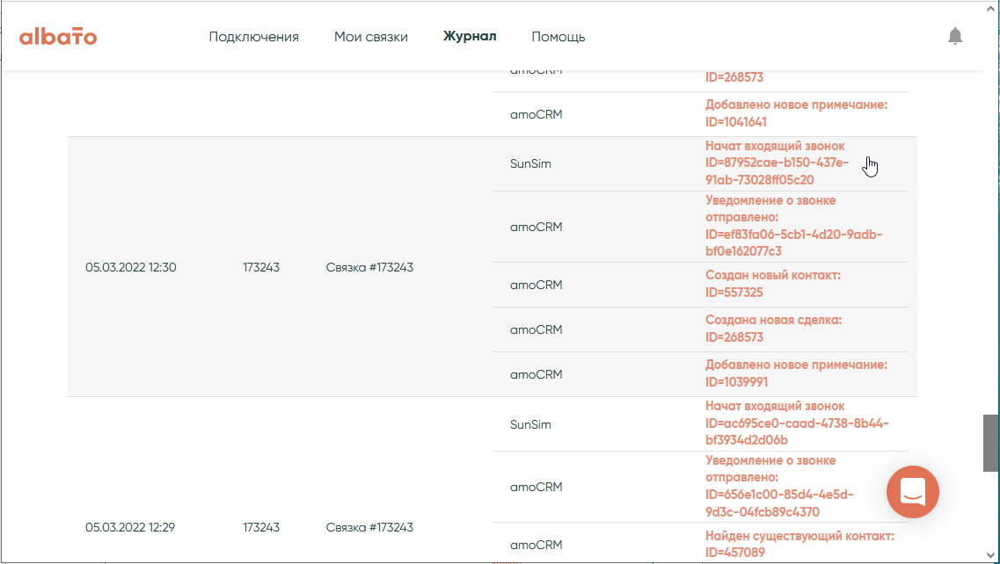 albato
Подключения
Мои связки
Журнал
Помощь
amoCRM
ID=268573
amoCRM
Добавлено новое примечание:
ID=1041641
05.03.2022 12:30
173243
Связка #173243
SunSim
Начат входящий звонок
ID=87952cae-b150-437e-
91ab-73028ff05c20
amoCRM
Уведомление о звонке
отправлено:
ID=ef83fa06-5cb1-4d20-9adb-
bf0e162077c3
amoCRM
Создан новый контакт:
ID=557325
amoCRM
Создана новая сделка:
ID=268573
amoCRM
Добавлено новое примечание:
ID=1039991
05.03.2022 12:29
173243
Связка #173243
SunSim
Начат входящий звонок
ID=ac695ce0-caad-4738-8b44-
bf3934d2d06b
amoCRM
Уведомление о звонке
отправлено:
ID=656e1c00-85d4-4e5d-
9d3c-04fcb89c4370
amoCRM
Найден существующий контакт:
ID=457089